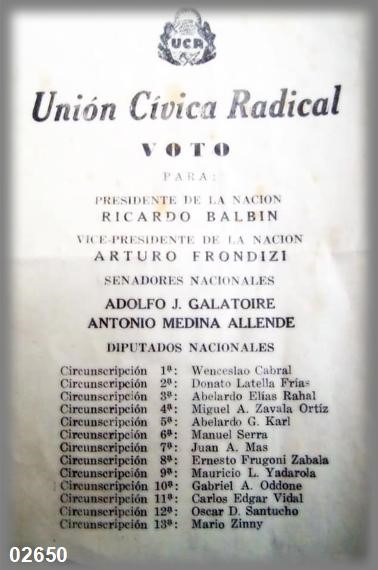 UCR
Unión Cívica Radical
VOTO
PARA:
PRESIDENTE DE LA NACION
RICARDO BALBIN
VICE-PRESIDENTE DE LA NACION
ARTURO FRONDIZI
SENADORES NACIONALES
ADOLFO J. GALATOIRE
ANTONIO MEDINA ALLENDE
DIPUTADOS NACIONALES
Circunscripción 1ª: Wenceslao Cabral
Circunscripción 2ª: Donato Latella Frías
Circunscripción 3ª: Abelardo Elías Rahal
Circunscripción 4ª: Miguel A. Zavala Ortíz
Circunscripción 5ª: Abelardo G. Karl
Circunscripción 6ª: Manuel Serra
Circunscripción 7ª: Juan A. Mas
Circunscripción 8ª: Ernesto Frugoni Zabala
Circunscripción 9ª: Mauricio L. Yadarola
Circunscripción 10ª: Gabriel A. Oddone
Circunscripción 11ª: Carlos Edgar Vidal
Circunscripción 12ª: Oscar D. Santucho
Circunscripción 13ª: Mario Zinny
02650